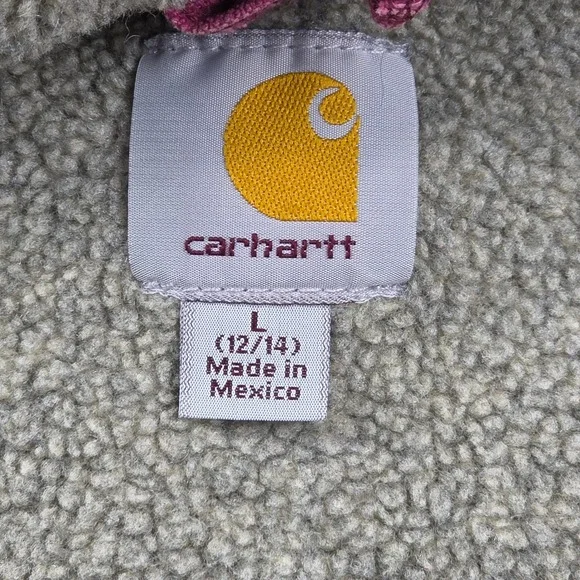 carhartt
L
(12/14)
Made in
Mexico